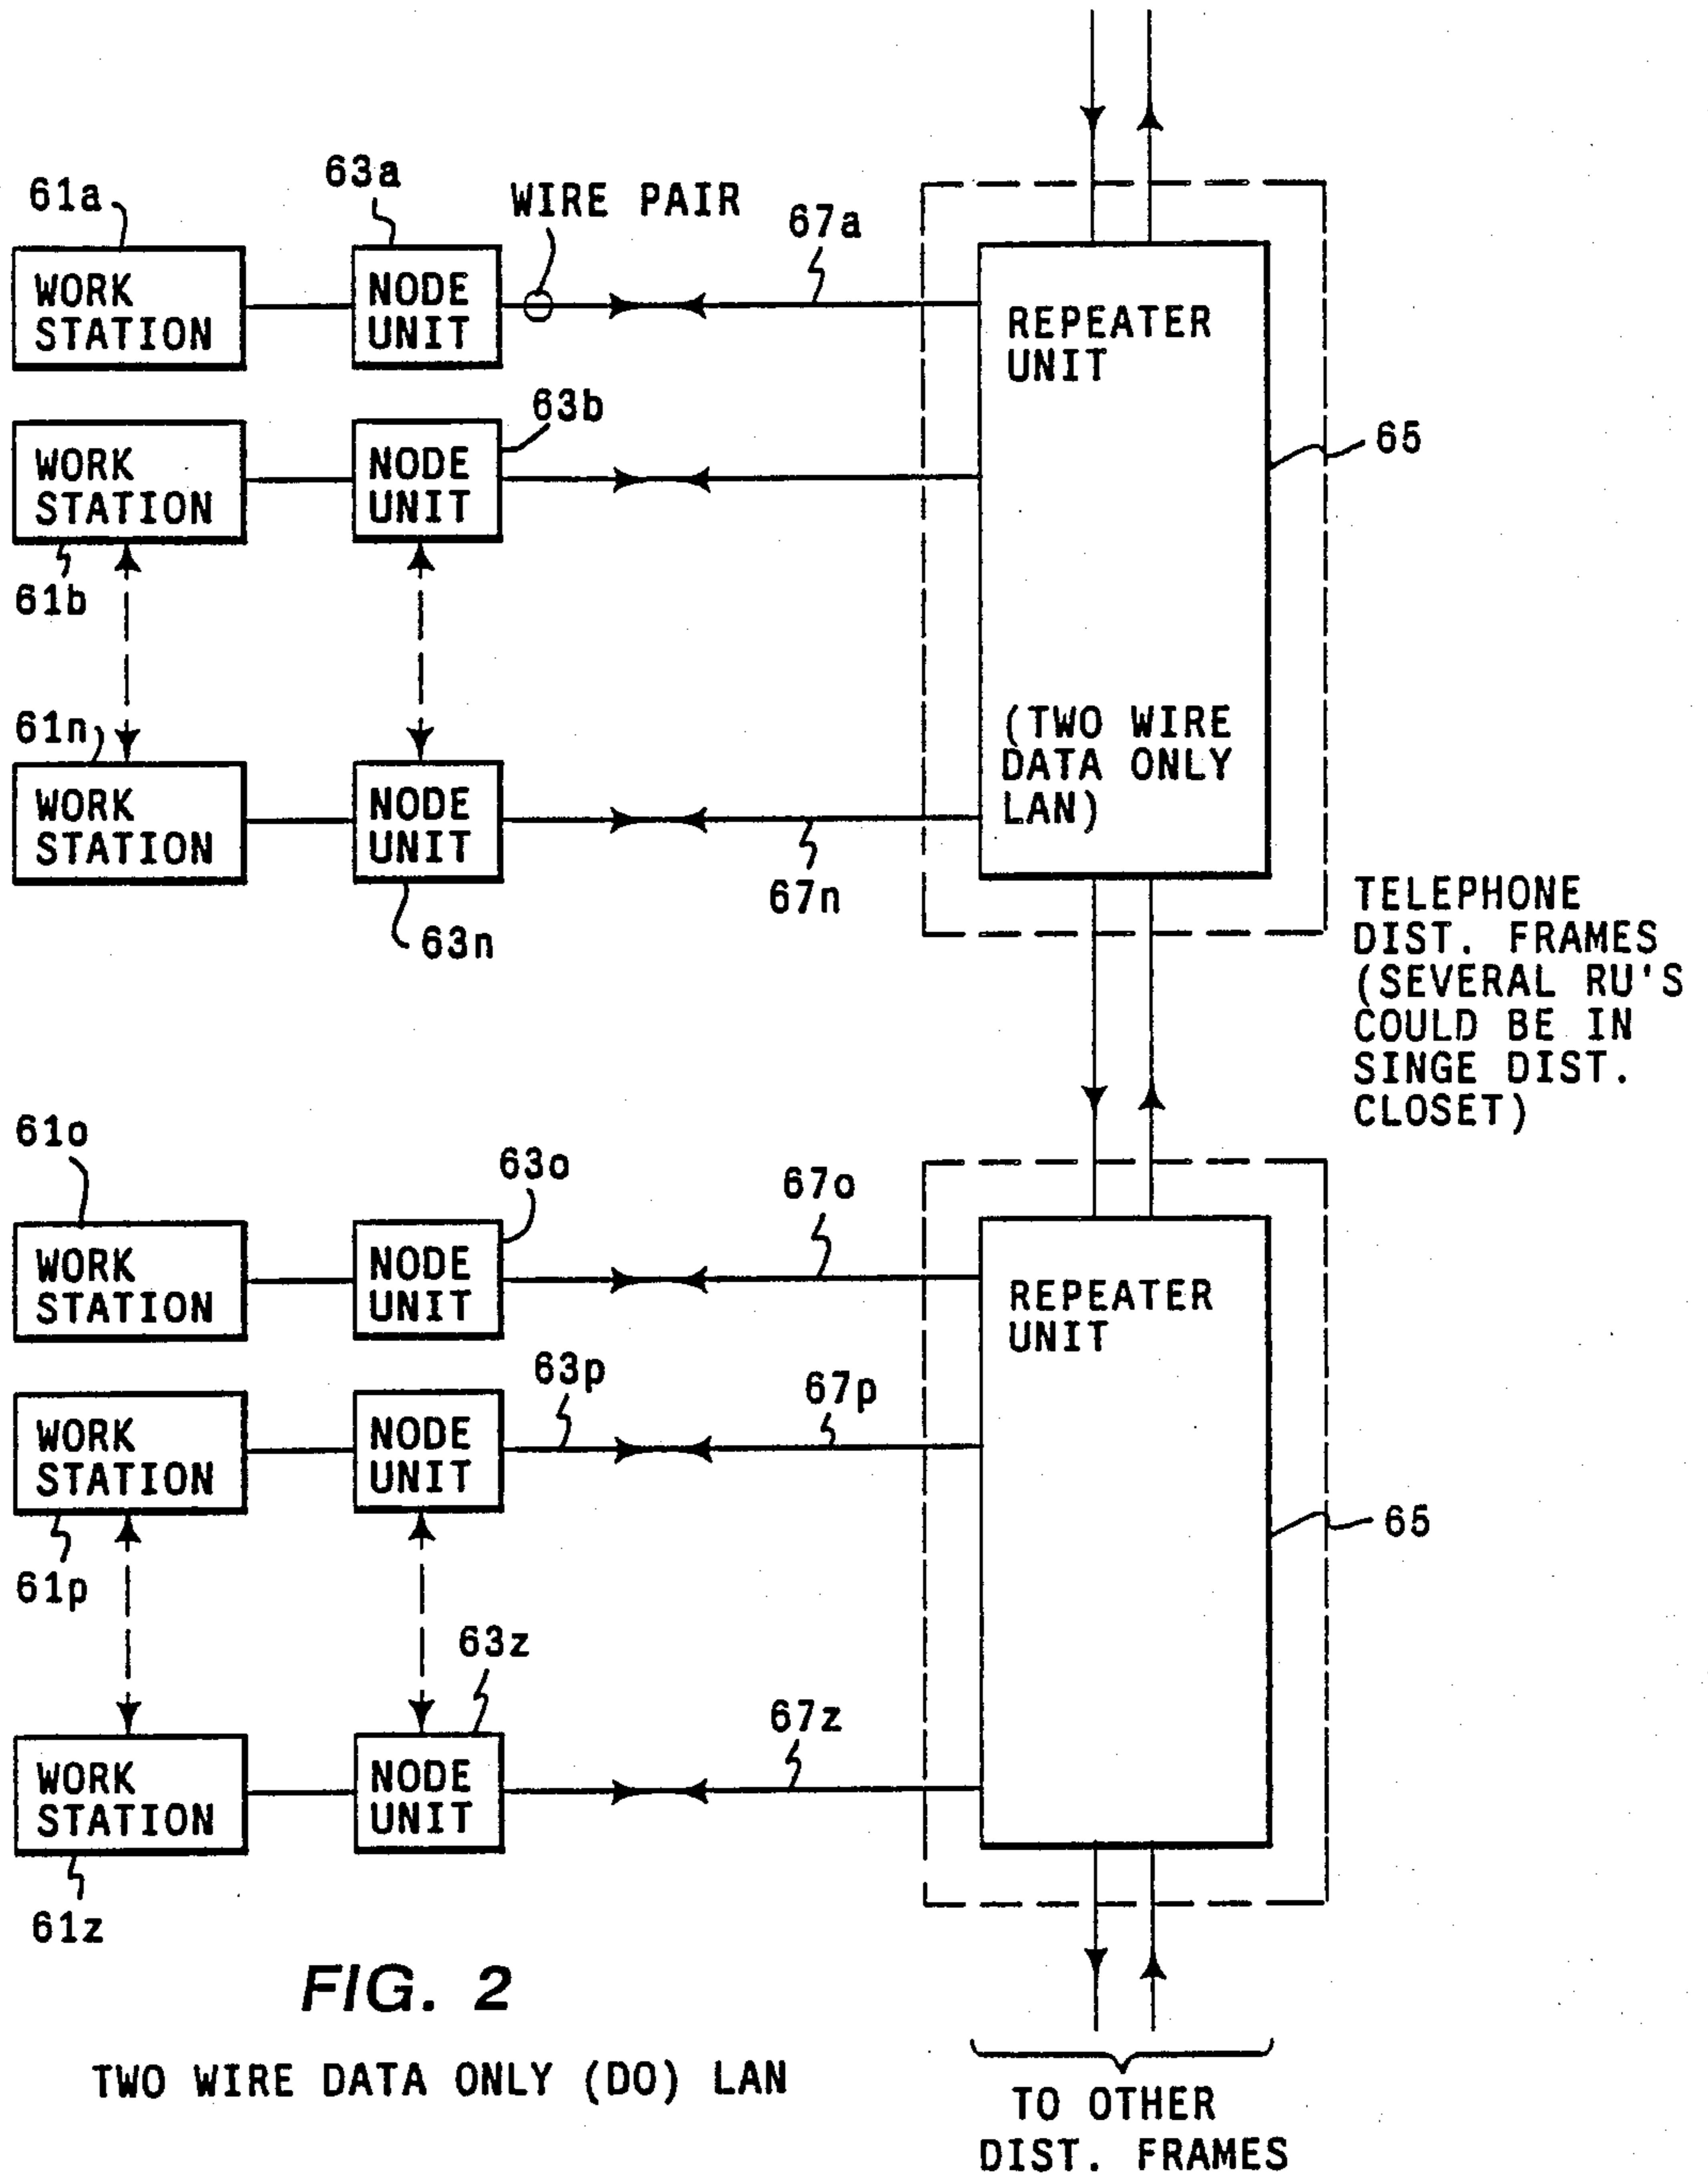 61a
63a
WIRE PAIR
67a
WORK
STATION
NODE
UNIT
REPEATER
UNIT
63b
65
WORK
STATION
NODE
UNIT
61b
61n
(TWO WIRE
DATA ONLY
LAN)
WORK
STATION
NODE
UNIT
67n
63n
TELEPHONE
DIST. FRAMES
(SEVERAL RU'S
COULD BE IN
SINGE DIST.
CLOSET)
61o
63o
67o
WORK
STATION
NODE
UNIT
REPEATER
UNIT
63p
67p
WORK
STATION
NODE
UNIT
65
61p
63z
67z
WORK
STATION
NODE
UNIT
61z
FIG. 2
TWO WIRE DATA ONLY (DO) LAN
TO OTHER
DIST. FRAMES